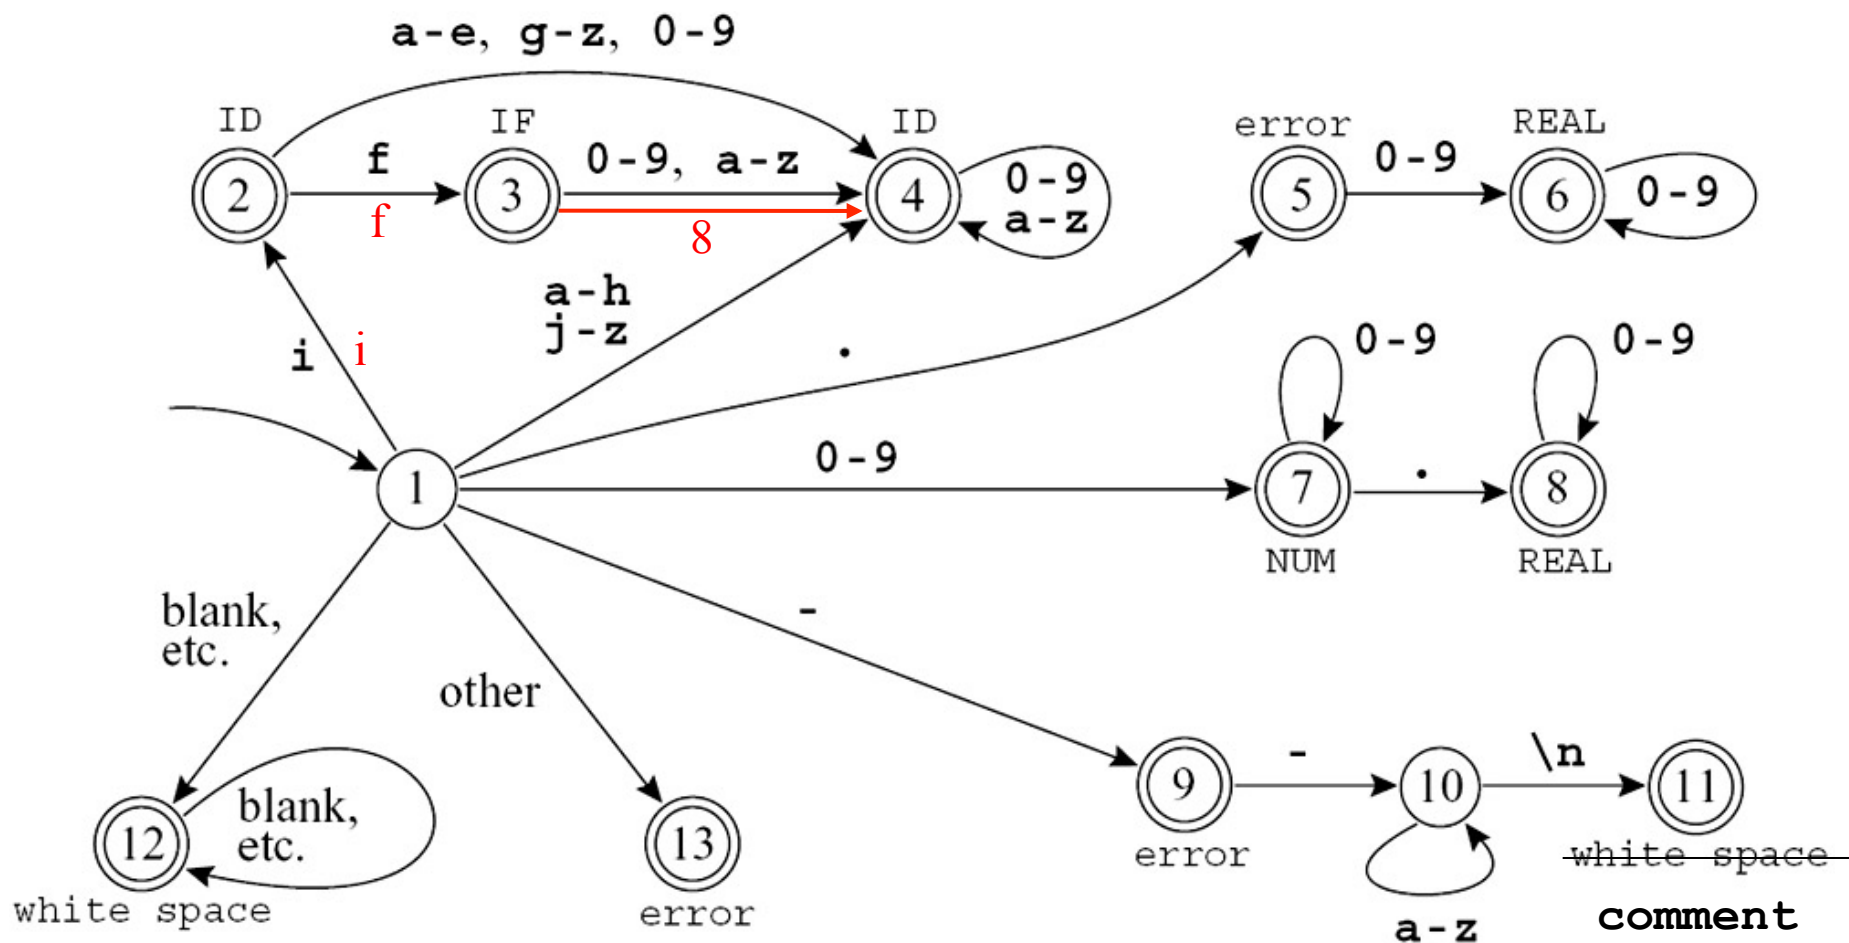 a-e, g-z, 0-9
ID
IF
ID
error
REAL
f
0-9, a-z
0-9
2
3
4
0-9
a-z
5
6
0-9
f
8
a-h
j-z
i
i
.
0-9
0-9
0-9
1
7
.
8
NUM
REAL
blank,
etc.
-
other
-
\n
blank,
etc.
9
10
11
12
13
error
white space
white space
error
comment
a-z